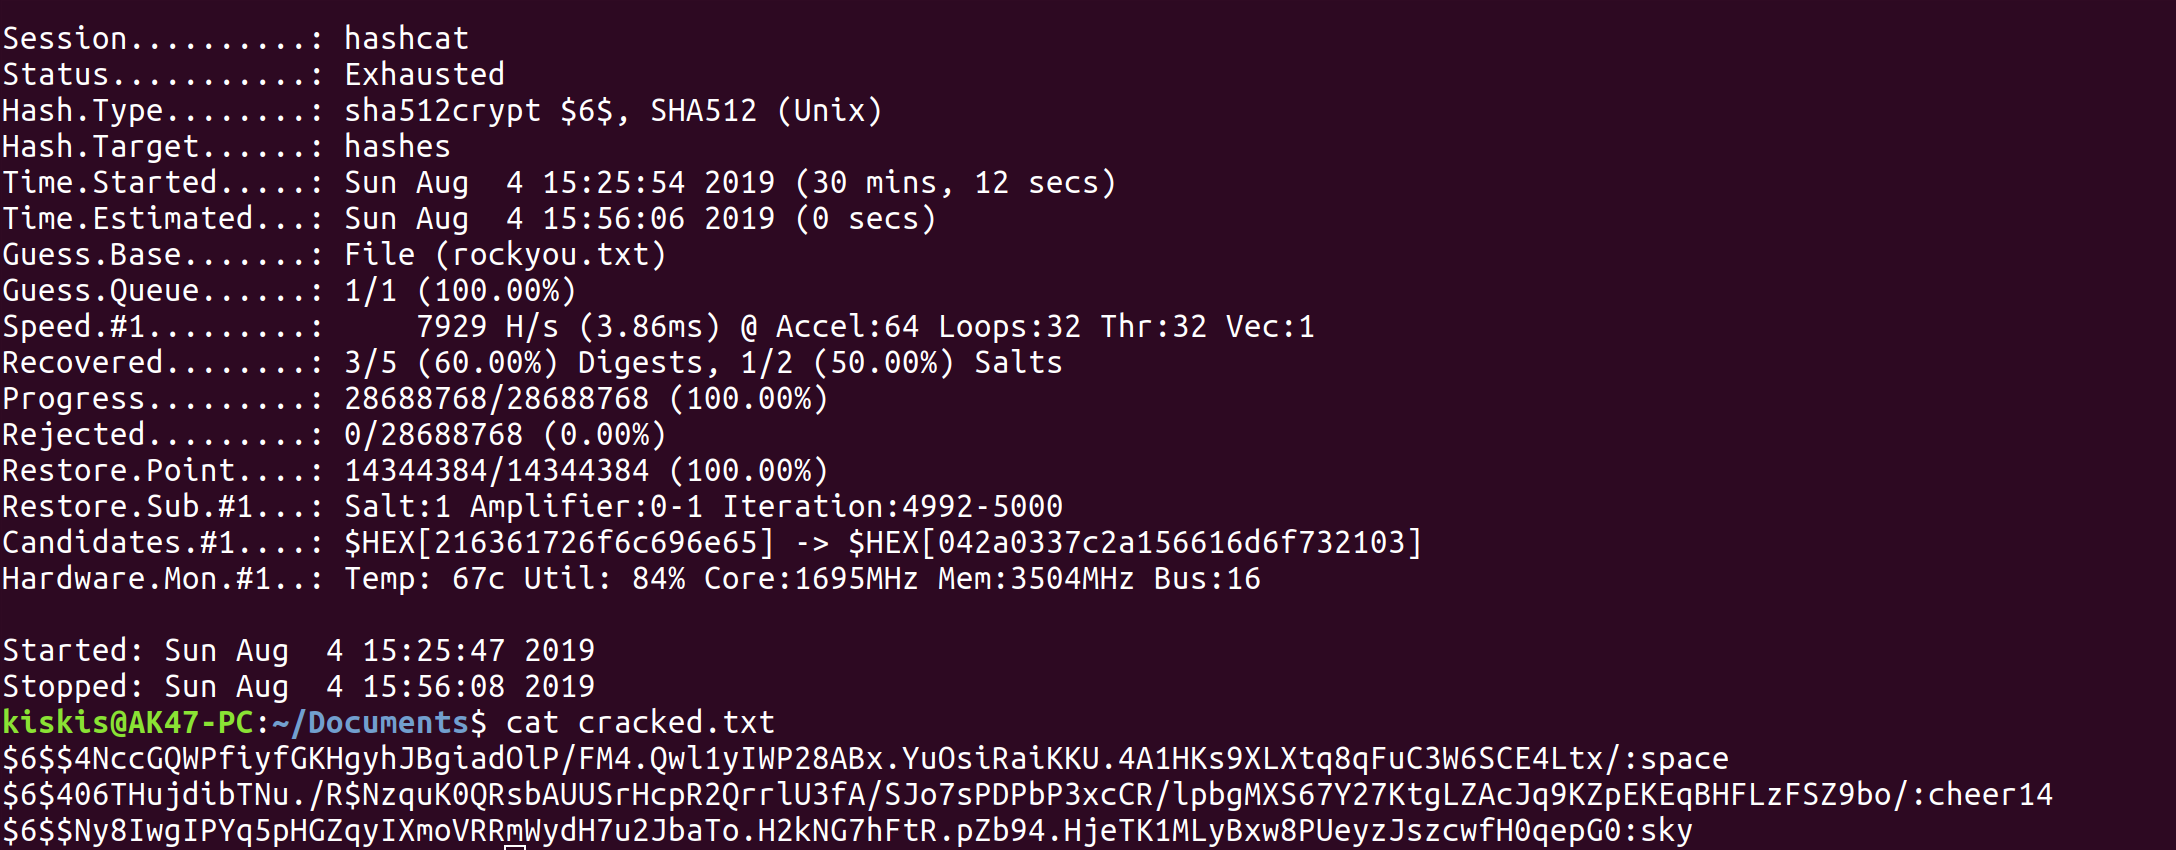 Session..........: hashcat
Status...........: Exhausted
Hash.Type........: sha512crypt $6$, SHA512 (Unix)
Hash.Target......: hashes
Time.Started.....: Sun Aug  4 15:25:54 2019 (30 mins, 12 secs)
Time.Estimated...: Sun Aug  4 15:56:06 2019 (0 secs)
Guess.Base.......: File (rockyou.txt)
Guess.Queue......: 1/1 (100.00%)
Speed.#1.........:     7929 H/s (3.86ms) @ Accel:64 Loops:32 Thr:32 Vec:1
Recovered........: 3/5 (60.00%) Digests, 1/2 (50.00%) Salts
Progress.........: 28688768/28688768 (100.00%)
Rejected.........: 0/28688768 (0.00%)
Restore.Point....: 14344384/14344384 (100.00%)
Restore.Sub.#1...: Salt:1 Amplifier:0-1 Iteration:4992-5000
Candidates.#1....: $HEX[216361726f6c696e65] -> $HEX[042a0337c2a156616d6f732103]
Hardware.Mon.#1..: Temp: 67c Util: 84% Core:1695MHz Mem:3504MHz Bus:16
Started: Sun Aug  4 15:25:47 2019
Stopped: Sun Aug  4 15:56:08 2019
kiskis@AK47-PC:~/Documents$ cat cracked.txt
$6$$4NccGQWPfiyfGKHgyhJBgiadOlP/FM4.Qwl1yIWP28ABx.YuOsiRaiKKU.4A1HKs9XLXtq8qFuC3W6SCE4Ltx/:space
$6$406THujdibTNu./R$NzquK0QRsbAUUSrHcpR2QrrlU3fA/SJo7sPDPbP3xcCR/lpbgMXS67Y27KtgLZAcJq9KZpEKEqBHFLzFSZ9bo/:cheer14
$6$$Ny8IwgIPYq5pHGZqyIXmoVRRmWydH7u2JbaTo.H2kNG7hFtR.pZb94.HjeTK1MLyBxw8PUeyzJszcwfH0qepG0:sky